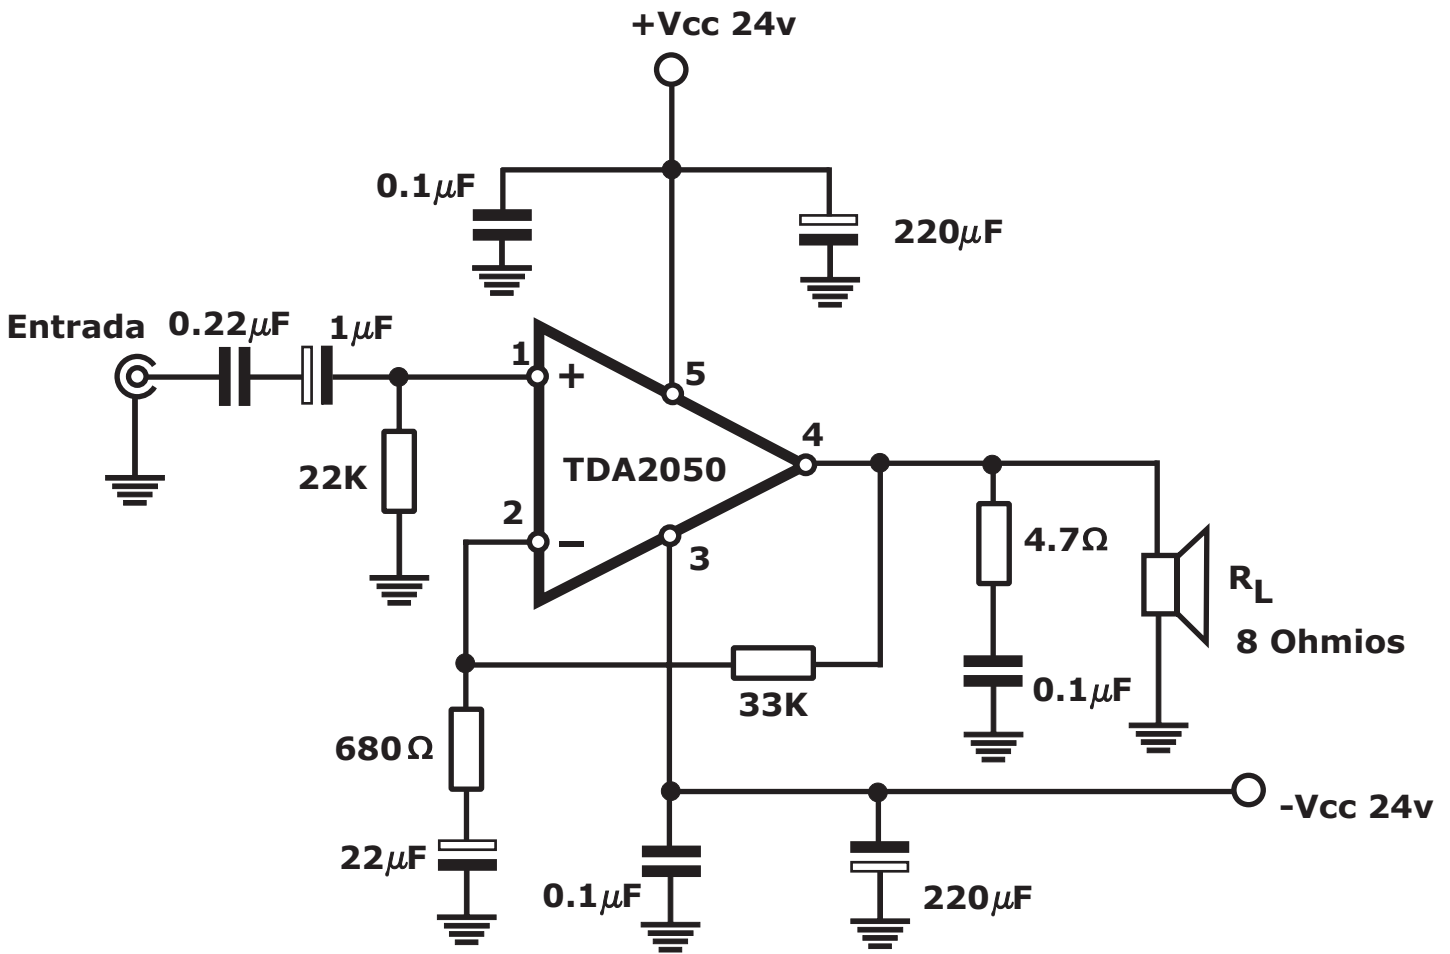 +Vcc 24v
0.1µF
220µF
Entrada
0.22µF
1µF
1
+
5
4
22K
TDA2050
2
−
3
4.7Ω
RL
8 Ohmios
33K
0.1µF
680Ω
-Vcc 24v
22µF
0.1µF
220µF